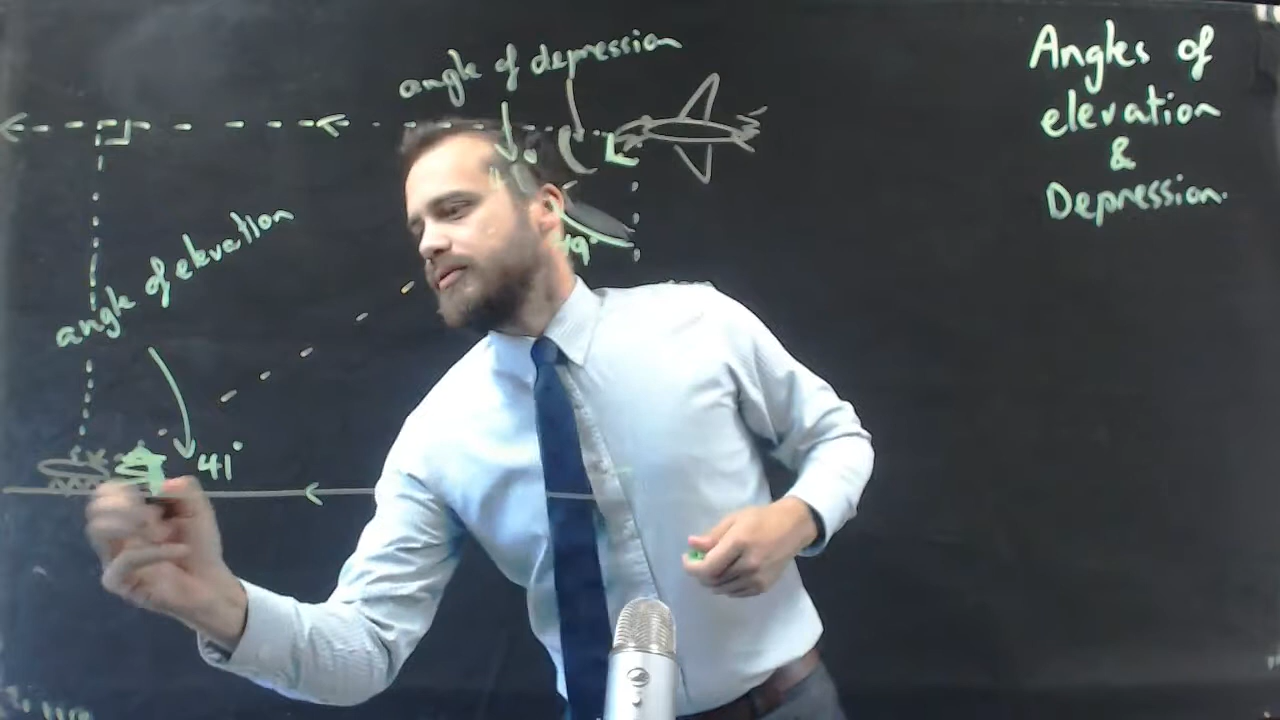 angle of depression
Angles of
elevation
&
Depression.
angle of elevation
41°